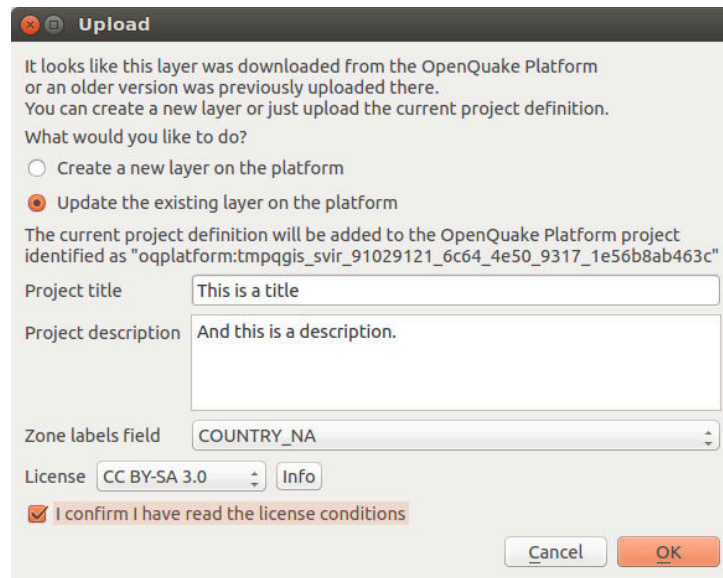 Upload
It looks like this layer was downloaded from the OpenQuake Platform
or an older version was previously uploaded there.
You can create a new layer or just upload the current project definition.
What would you like to do?
Create a new layer on the platform
Update the existing layer on the platform
The current project definition will be added to the OpenQuake Platform project
identified as "oqplatform:tmpqgis_svir_91029121_6c64_4e50_9317_1e56b8ab463c"
Project title This is a title
Project description And this is a description.
Zone labels field COUNTRY_NA
License CC BY-SA 3.0 Info
I confirm I have read the license conditions
Cancel OK